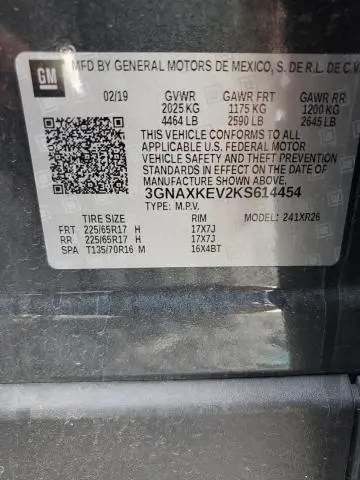 GM
MFD BY GENERAL MOTORS DE MEXICO, S. DE R.L. DE C.V.
02/19 GVWR GAWR FRT GAWR RR
2025 KG 1175 KG 1200 KG
4464 LB 2590 LB 2645 LB
THIS VEHICLE CONFORMS TO ALL
APPLICABLE U.S. FEDERAL MOTOR
VEHICLE SAFETY AND THEFT
PREVENTION STANDARDS IN
EFFECT ON THE DATE OF
MANUFACTURE SHOWN ABOVE.
3GNAXKEV2KS614454
TYPE: M.P.V. MODEL: 241XR26
TIRE SIZE RIM
FRT 225/65R17 H 17X7J
RR 225/65R17 H 17X7J
SPA T135/70R16 M 16X4BT